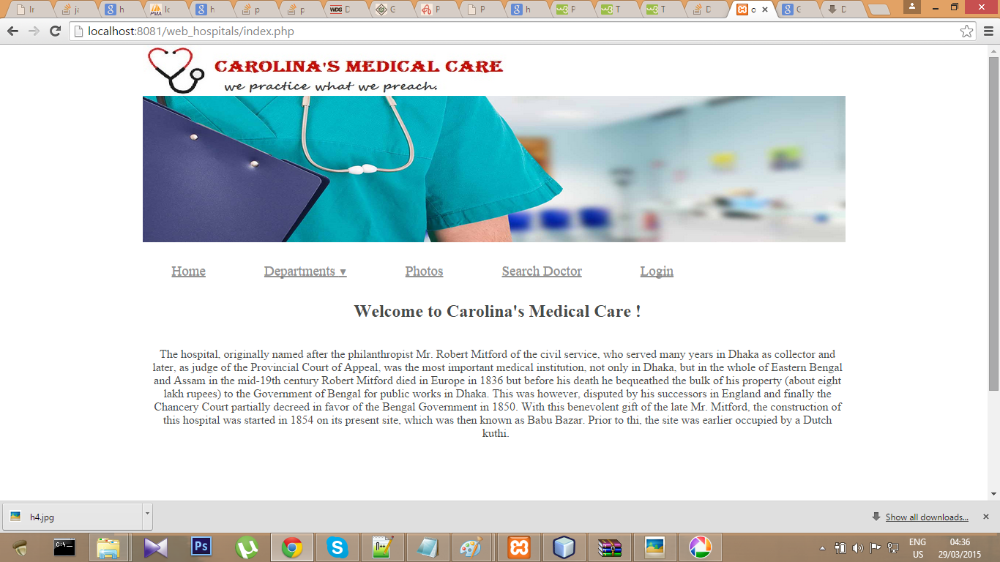 Ir
ja
h
lo
h
p
p
D
G
P
P
h
P
T
T
D
o
G
D
localhost:8081/web_hospitals/index.php
CAROLINA'S MEDICAL CARE
we practice what we preach.
Home Departments ▼ Photos Search Doctor Login
Welcome to Carolina's Medical Care !
The hospital, originally named after the philanthropist Mr. Robert Mitford of the civil service, who served many years in Dhaka as collector and
later, as judge of the Provincial Court of Appeal, was the most important medical institution, not only in Dhaka, but in the whole of Eastern Bengal
and Assam in the mid-19th century Robert Mitford died in Europe in 1836 but before his death he bequeathed the bulk of his property (about eight
lakh rupees) to the Government of Bengal for public works in Dhaka. This was however, disputed by his successors in England and finally the
Chancery Court partially decreed in favor of the Bengal Government in 1850. With this benevolent gift of the late Mr. Mitford, the construction of
this hospital was started in 1854 on its present site, which was then known as Babu Bazar. Prior to thi, the site was earlier occupied by a Dutch
kuthi.
h4.jpg
Show all downloads...
ENG
US
04:36
29/03/2015